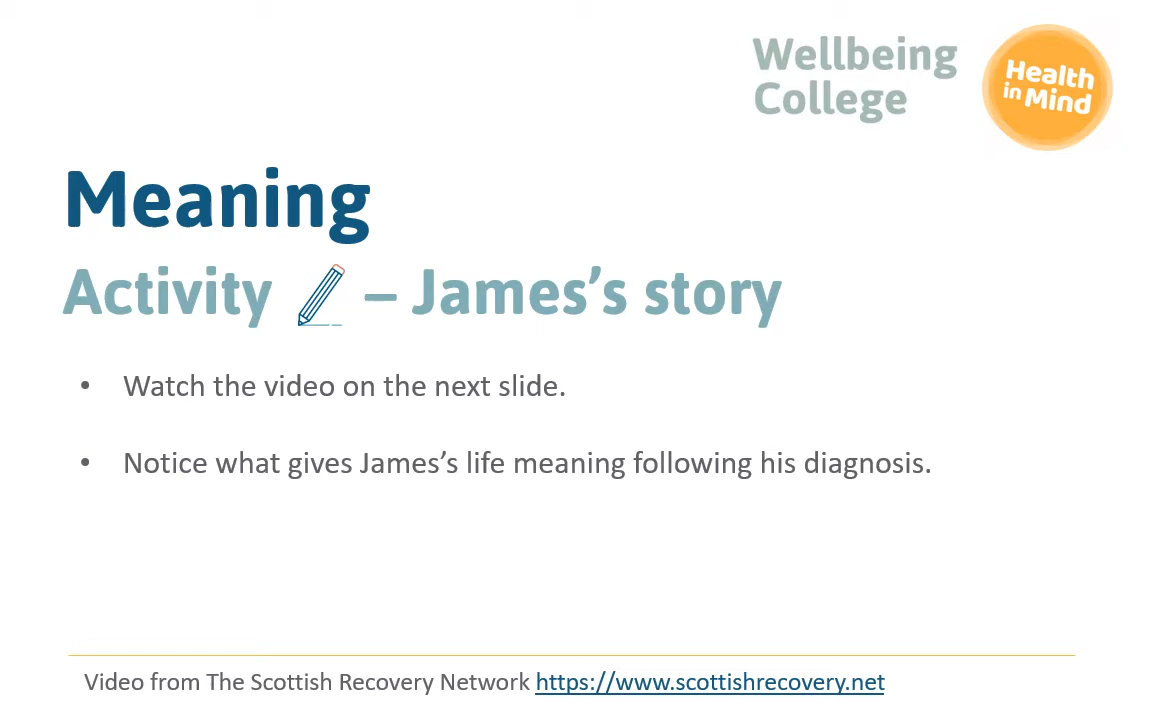 Wellbeing
College
Health
in Mind
Meaning
Activity – James’s story
• Watch the video on the next slide.
• Notice what gives James’s life meaning following his diagnosis.
Video from The Scottish Recovery Network https://www.scottishrecovery.net